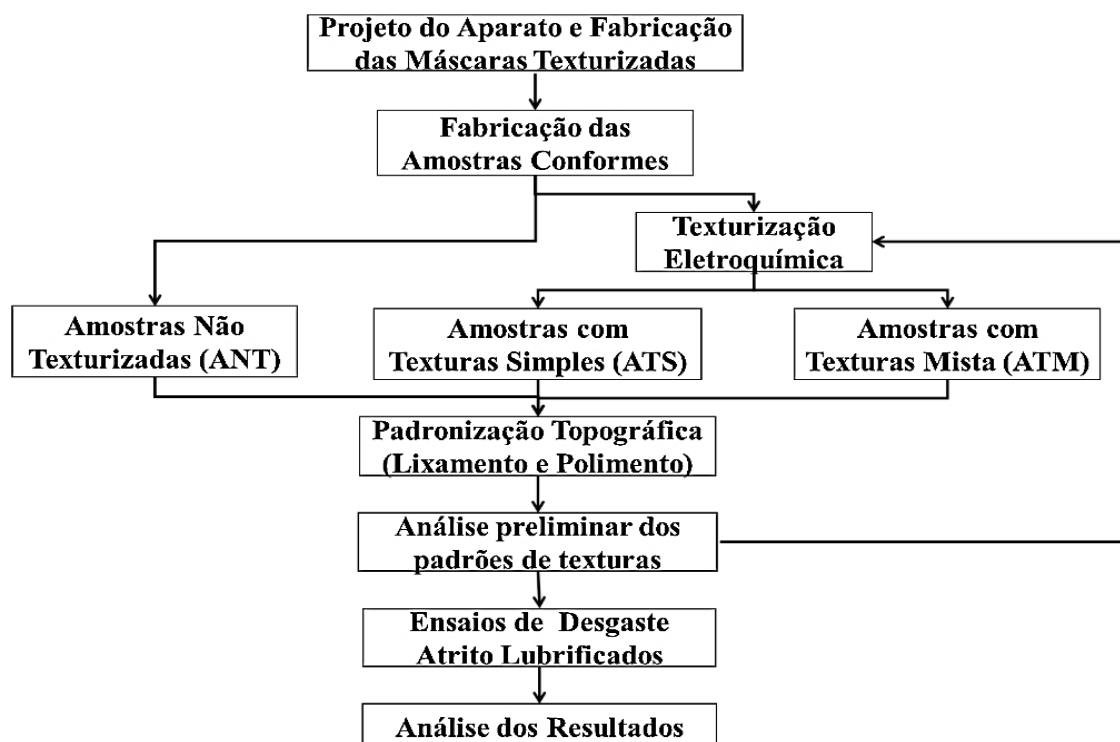 Projeto do Aparato e Fabricação
das Máscaras Texturizadas
Fabricação das
Amostras Conformes
Texturização
Eletroquímica
Amostras Não
Texturizadas (ANT)
Amostras com
Texturas Simples (ATS)
Amostras com
Texturas Mista (ATM)
Padronização Topográfica
(Lixamento e Polimento)
Análise preliminar dos
padrões de texturas
Ensaios de Desgaste
Atrito Lubrificados
Análise dos Resultados